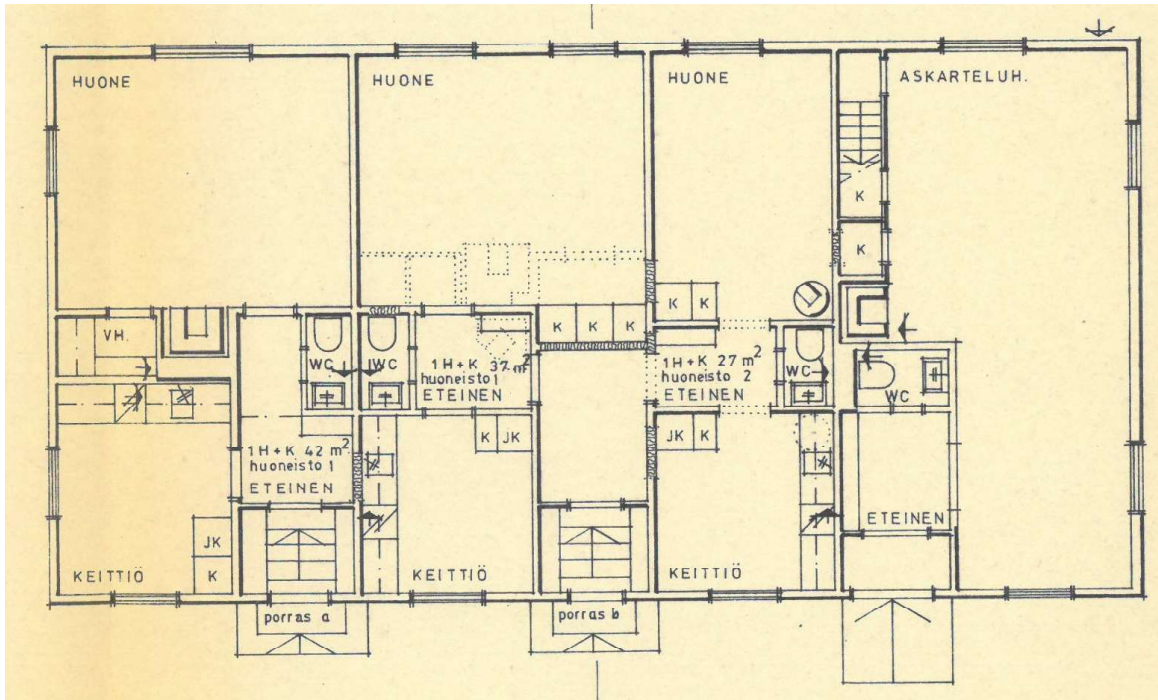 HUONE
HUONE
HUONE
ASKARTELUH.
K
K
K K
K K K
VH.
WC
WC
1H+K 37 m²
huoneisto 1
ETEINEN
1H+K 27 m²
huoneisto 2
ETEINEN
WC
WC
K JK
JK K
1H+K 42 m²
huoneisto 1
ETEINEN
ETEINEN
JK
K
KEITTIÖ
KEITTIÖ
KEITTIÖ
porras a
porras b